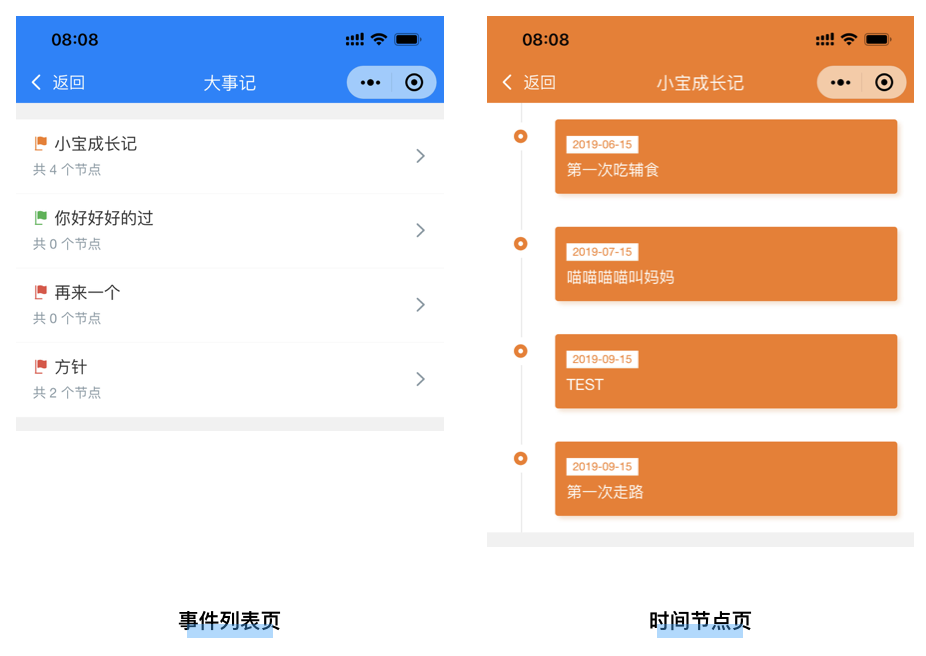 08:08
返回
大事记
小宝成长记
共 4 个节点
你好好好的过
共 0 个节点
再来一个
共 0 个节点
方针
共 2 个节点
事件列表页
08:08
返回
小宝成长记
2019-06-15
第一次吃辅食
2019-07-15
喵喵喵喵叫妈妈
2019-09-15
TEST
2019-09-15
第一次走路
时间节点页